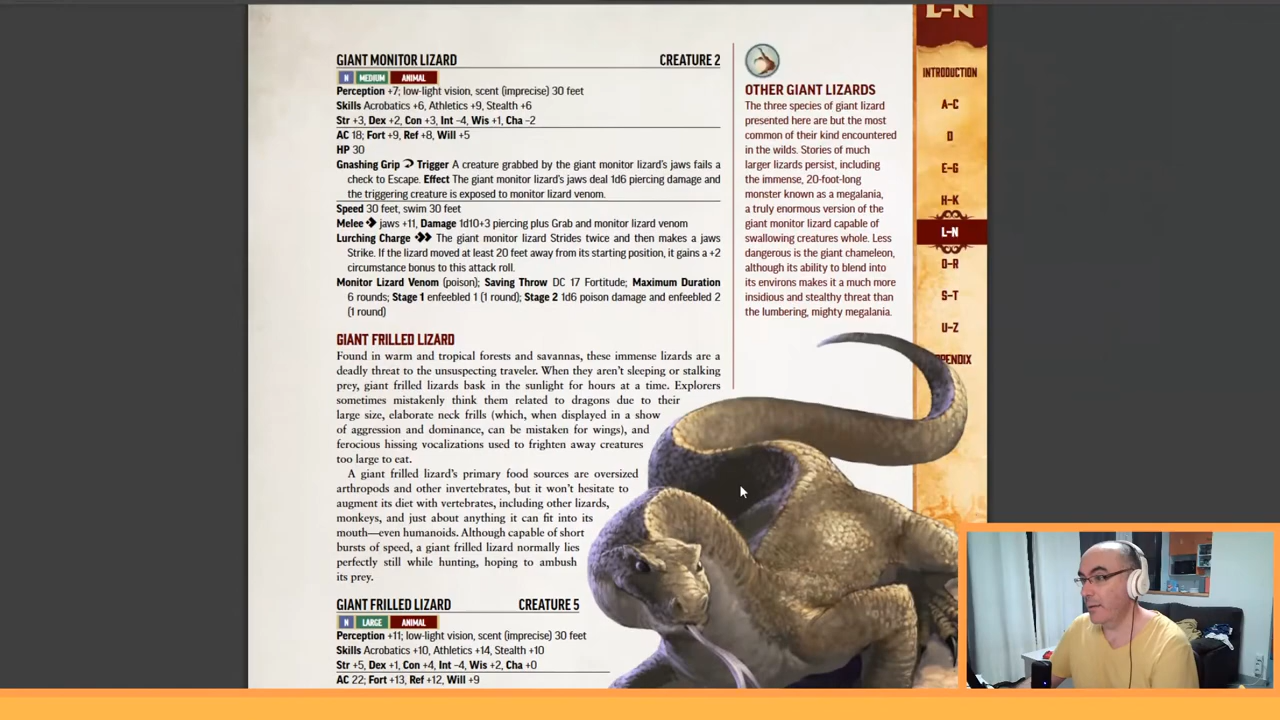 GIANT MONITOR LIZARD CREATURE 2
N MEDIUM ANIMAL
Perception +7; low-light vision, scent (imprecise) 30 feet
Skills Acrobatics +6, Athletics +9, Stealth +6
Str +3, Dex +2, Con +3, Int –4, Wis +1, Cha –2
AC 18; Fort +9, Ref +8, Will +5
HP 30
Gnashing Grip Trigger A creature grabbed by the giant monitor lizard's jaws fails a
check to Escape. Effect The giant monitor lizard's jaws deal 1d6 piercing damage and
the triggering creature is exposed to monitor lizard venom.
Speed 30 feet, swim 30 feet
Melee jaws +11, Damage 1d10+3 piercing plus Grab and monitor lizard venom
Lurching Charge The giant monitor lizard Strides twice and then makes a jaws
Strike. If the lizard moved at least 20 feet away from its starting position, it gains a +2
circumstance bonus to this attack roll.
Monitor Lizard Venom (poison); Saving Throw DC 17 Fortitude; Maximum Duration
6 rounds; Stage 1 enfeebled 1 (1 round); Stage 2 1d6 poison damage and enfeebled 2
(1 round)
GIANT FRILLED LIZARD
Found in warm and tropical forests and savannas, these immense lizards are a
deadly threat to the unsuspecting traveler. When they aren't sleeping or stalking
prey, giant frilled lizards bask in the sunlight for hours at a time. Explorers
sometimes mistakenly think them related to dragons due to their
large size, elaborate neck frills (which, when displayed in a show
of aggression and dominance, can be mistaken for wings), and
ferocious hissing vocalizations used to frighten away creatures
too large to eat.
A giant frilled lizard's primary food sources are oversized
arthropods and other invertebrates, but it won't hesitate to
augment its diet with vertebrates, including other lizards,
monkeys, and just about anything it can fit into its
mouth—even humanoids. Although capable of short
bursts of speed, a giant frilled lizard normally lies
perfectly still while hunting, hoping to ambush
its prey.
GIANT FRILLED LIZARD CREATURE 5
N LARGE ANIMAL
Perception +11; low-light vision, scent (imprecise) 30 feet
Skills Acrobatics +10, Athletics +14, Stealth +10
Str +5, Dex +1, Con +4, Int –4, Wis +2, Cha +0
AC 22; Fort +13, Ref +12, Will +9
OTHER GIANT LIZARDS
The three species of giant lizard
presented here are but the most
common of their kind encountered
in the wilds. Stories of much
larger lizards persist, including
the immense, 20-foot-long
monster known as a megalania,
a truly enormous version of the
giant monitor lizard capable of
swallowing creatures whole. Less
dangerous is the giant chameleon,
although its ability to blend into
its environs makes it a much more
insidious and stealthy threat than
the lumbering, mighty megalania.
L–N
INTRODUCTION
A–C
D
E–G
H–K
L–N
O–R
S–T
U–Z
PPENDIX